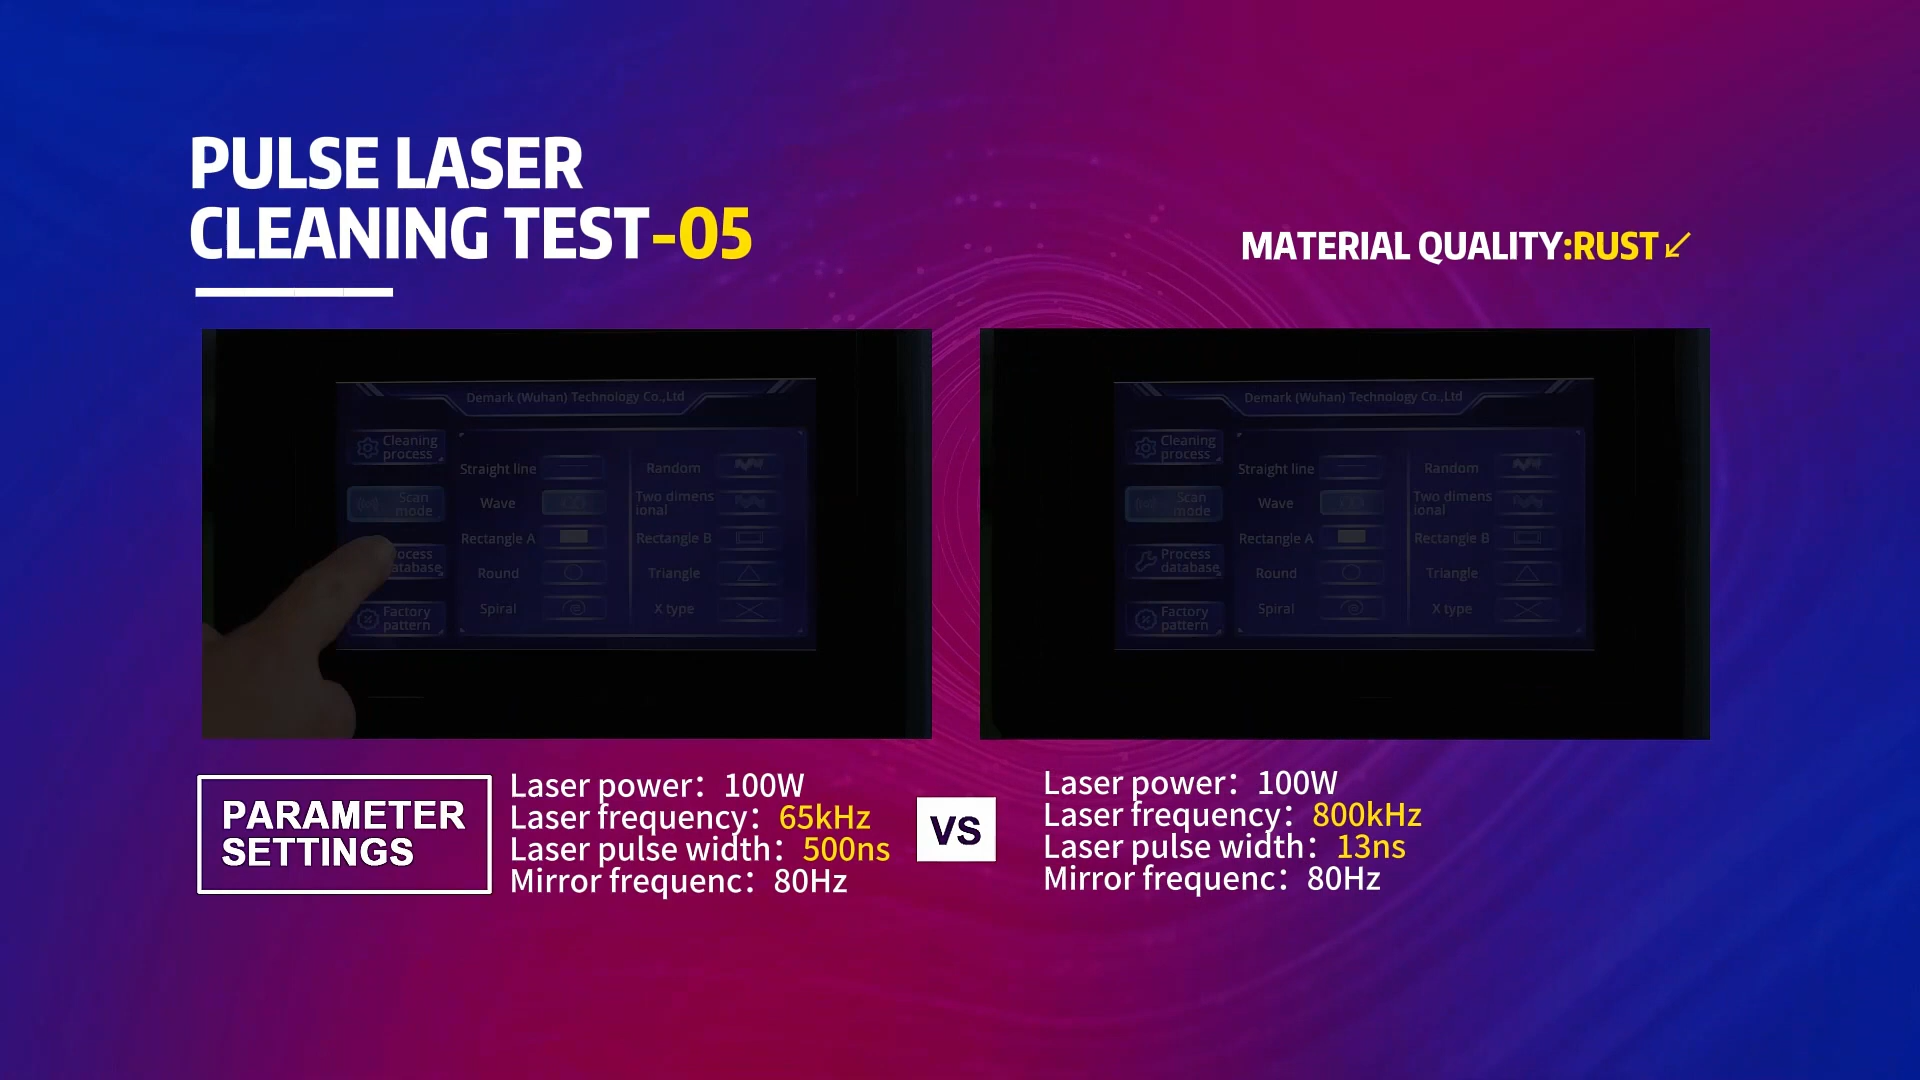 PULSE LASER
CLEANING TEST-05
MATERIAL QUALITY:RUST↙
Demark (Wuhan) Technology Co.,Ltd
Cleaning
process
Scan
mode
ocess
atabase
Factory
pattern
Straight line
Wave
Rectangle A
Round
Spiral
Random
Two dimens
ional
Rectangle B
Triangle
X type
Demark (Wuhan) Technology Co.,Ltd
Cleaning
process
Scan
mode
Process
database
Factory
pattern
Straight line
Wave
Rectangle A
Round
Spiral
Random
Two dimens
ional
Rectangle B
Triangle
X type
PARAMETER
SETTINGS
Laser power：100W
Laser frequency：65kHz
Laser pulse width：500ns
Mirror frequenc：80Hz
VS
Laser power：100W
Laser frequency：800kHz
Laser pulse width：13ns
Mirror frequenc：80Hz